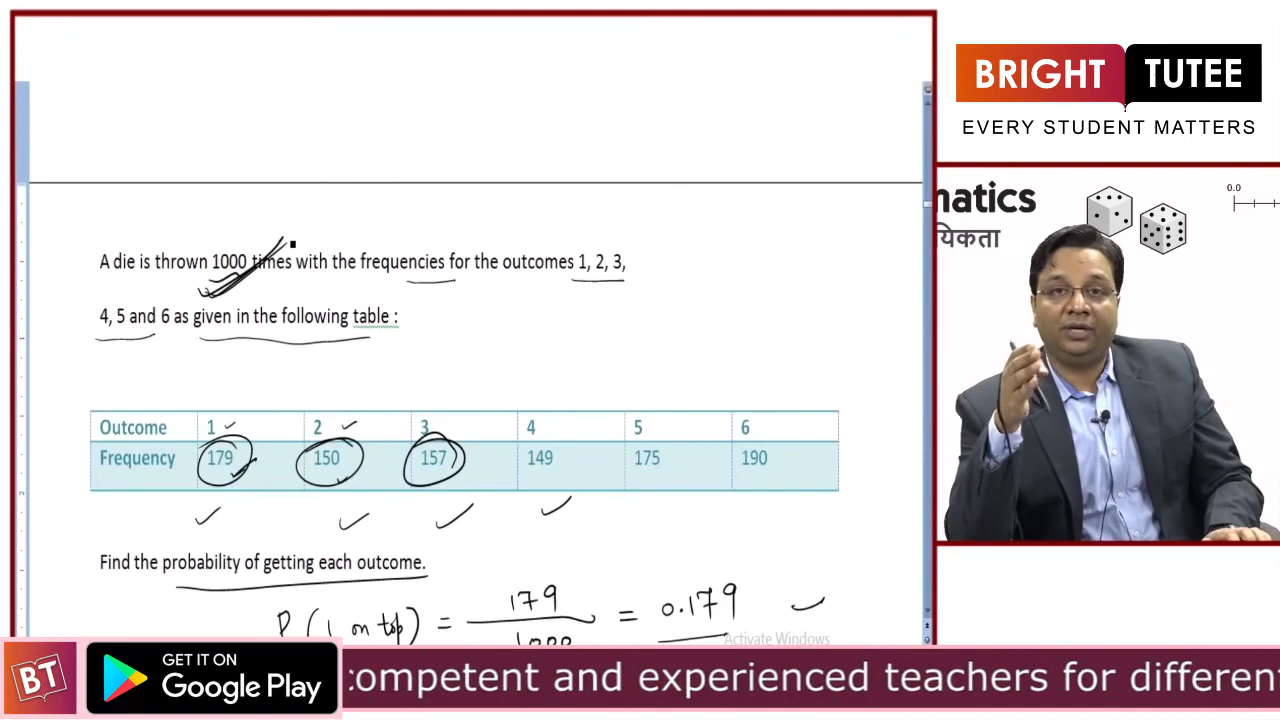 BRIGHT TUTEE
EVERY STUDENT MATTERS
matics
यिकता
0.0
A die is thrown 1000 times with the frequencies for the outcomes 1, 2, 3,
4, 5 and 6 as given in the following table :
Outcome 1 2 3 4 5 6
Frequency 179 150 157 149 175 190
Find the probability of getting each outcome.
P (1 on top) = 179 / 1000 = 0.179
Activate Windows
BT
GET IT ON
Google Play
competent and experienced teachers for different